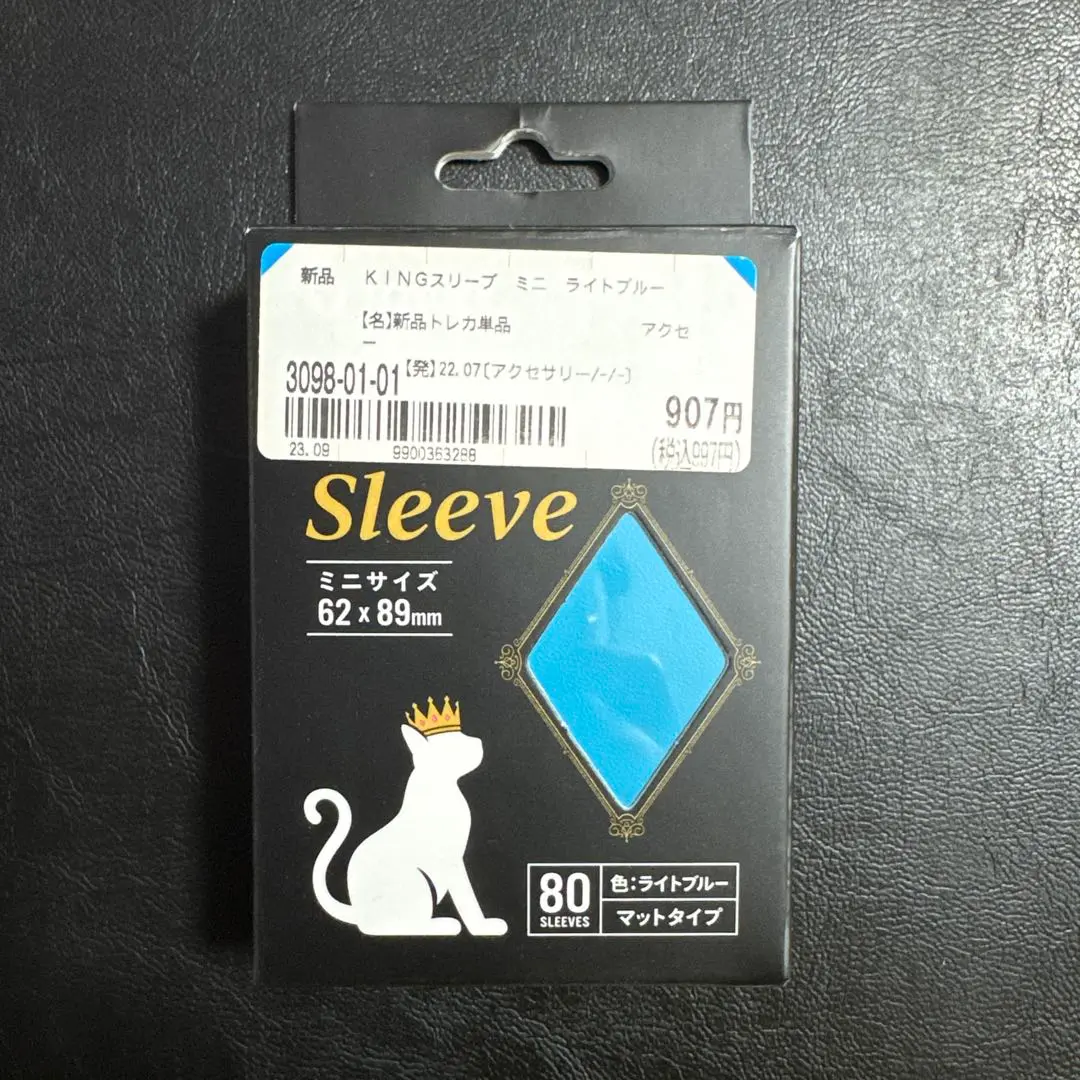 新品 KINGスリーブ ミニ ライトブルー
【名】新品トレカ単品 アクセ
ー
3098-01-01 【発】22.07〔アクセサリー/-/-〕
907円
(税込997円)
23.09 9900363288
Sleeve
ミニサイズ
62 x 89mm
80 SLEEVES
色:ライトブルー
マットタイプ